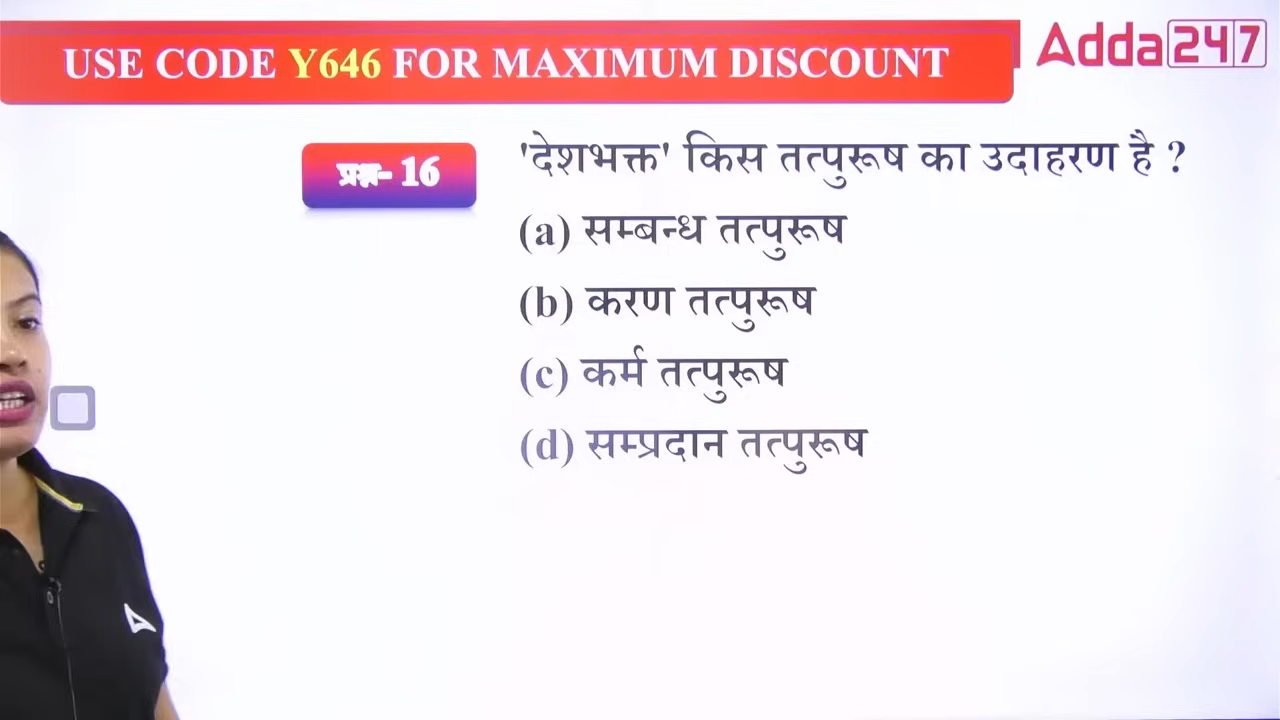 USE CODE Y646 FOR MAXIMUM DISCOUNT
Adda247
प्रश्न- 16
'देशभक्त' किस तत्पुरूष का उदाहरण है ?
(a) सम्बन्ध तत्पुरूष
(b) करण तत्पुरूष
(c) कर्म तत्पुरूष
(d) सम्प्रदान तत्पुरूष